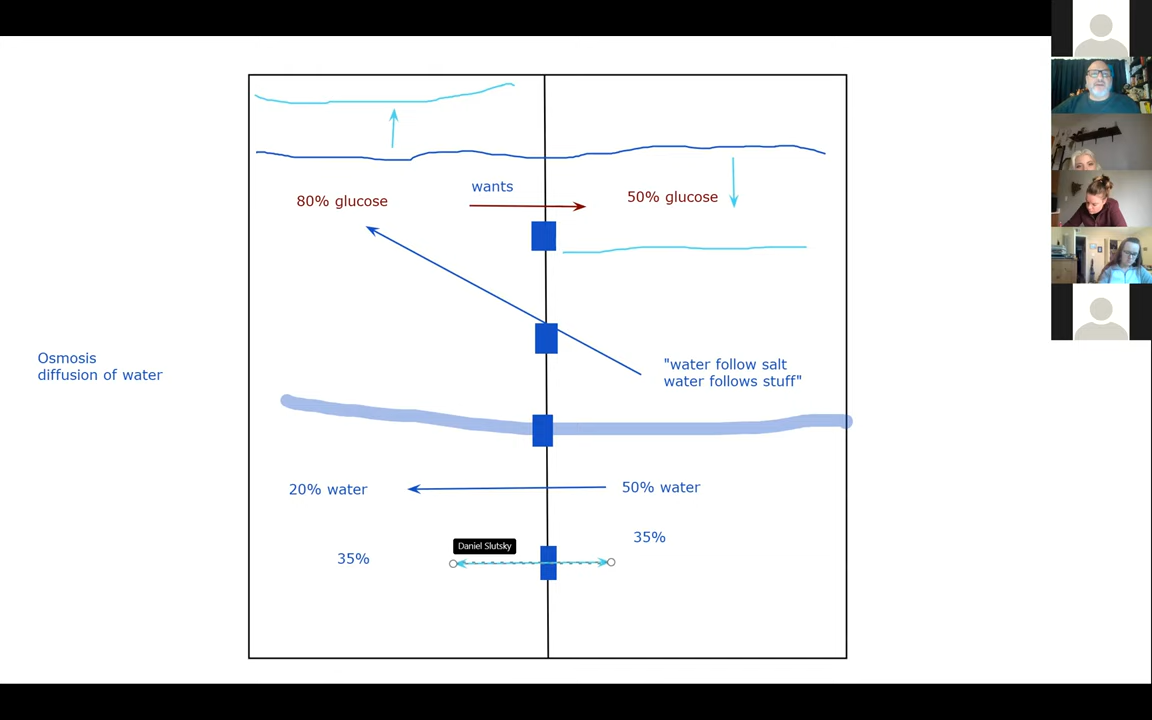 wants
80% glucose
50% glucose
Osmosis
diffusion of water
"water follow salt
water follows stuff"
20% water
50% water
35%
Daniel Slutsky
35%